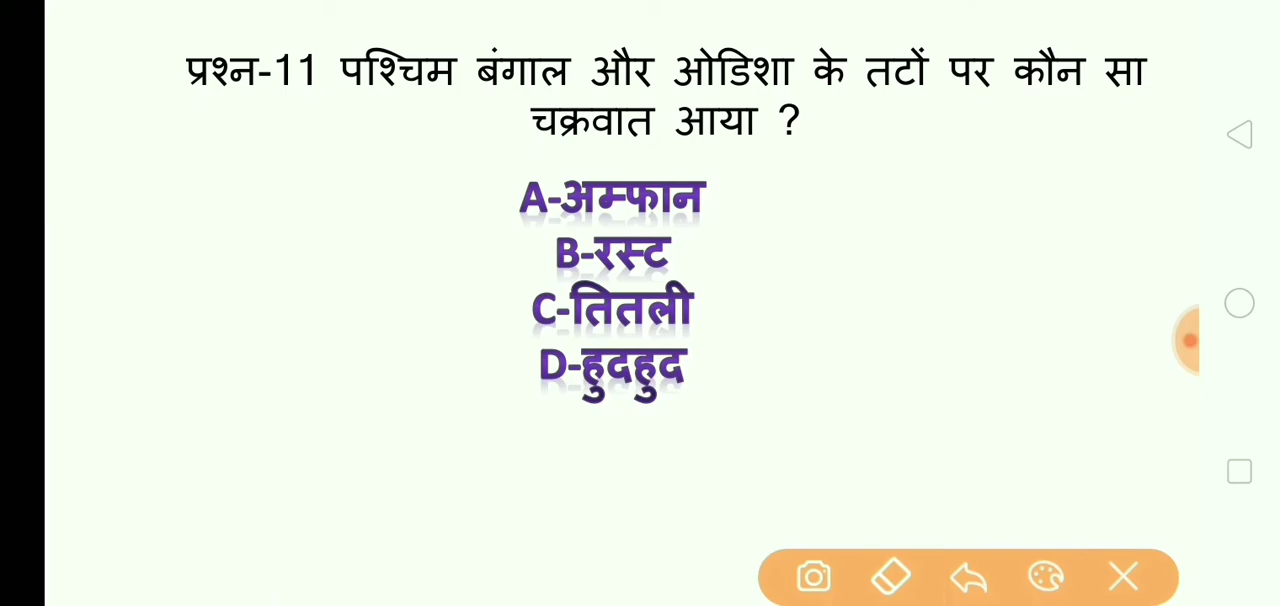 प्रश्न-11 पश्चिम बंगाल और ओडिशा के तटों पर कौन सा
चक्रवात आया ?
A-अम्फान
B-रस्ट
C-तितली
D-हुदहुद